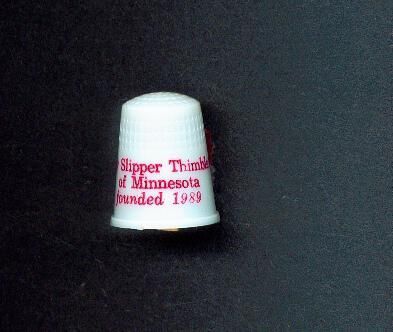 Slipper Thimble
of Minnesota
founded 1989